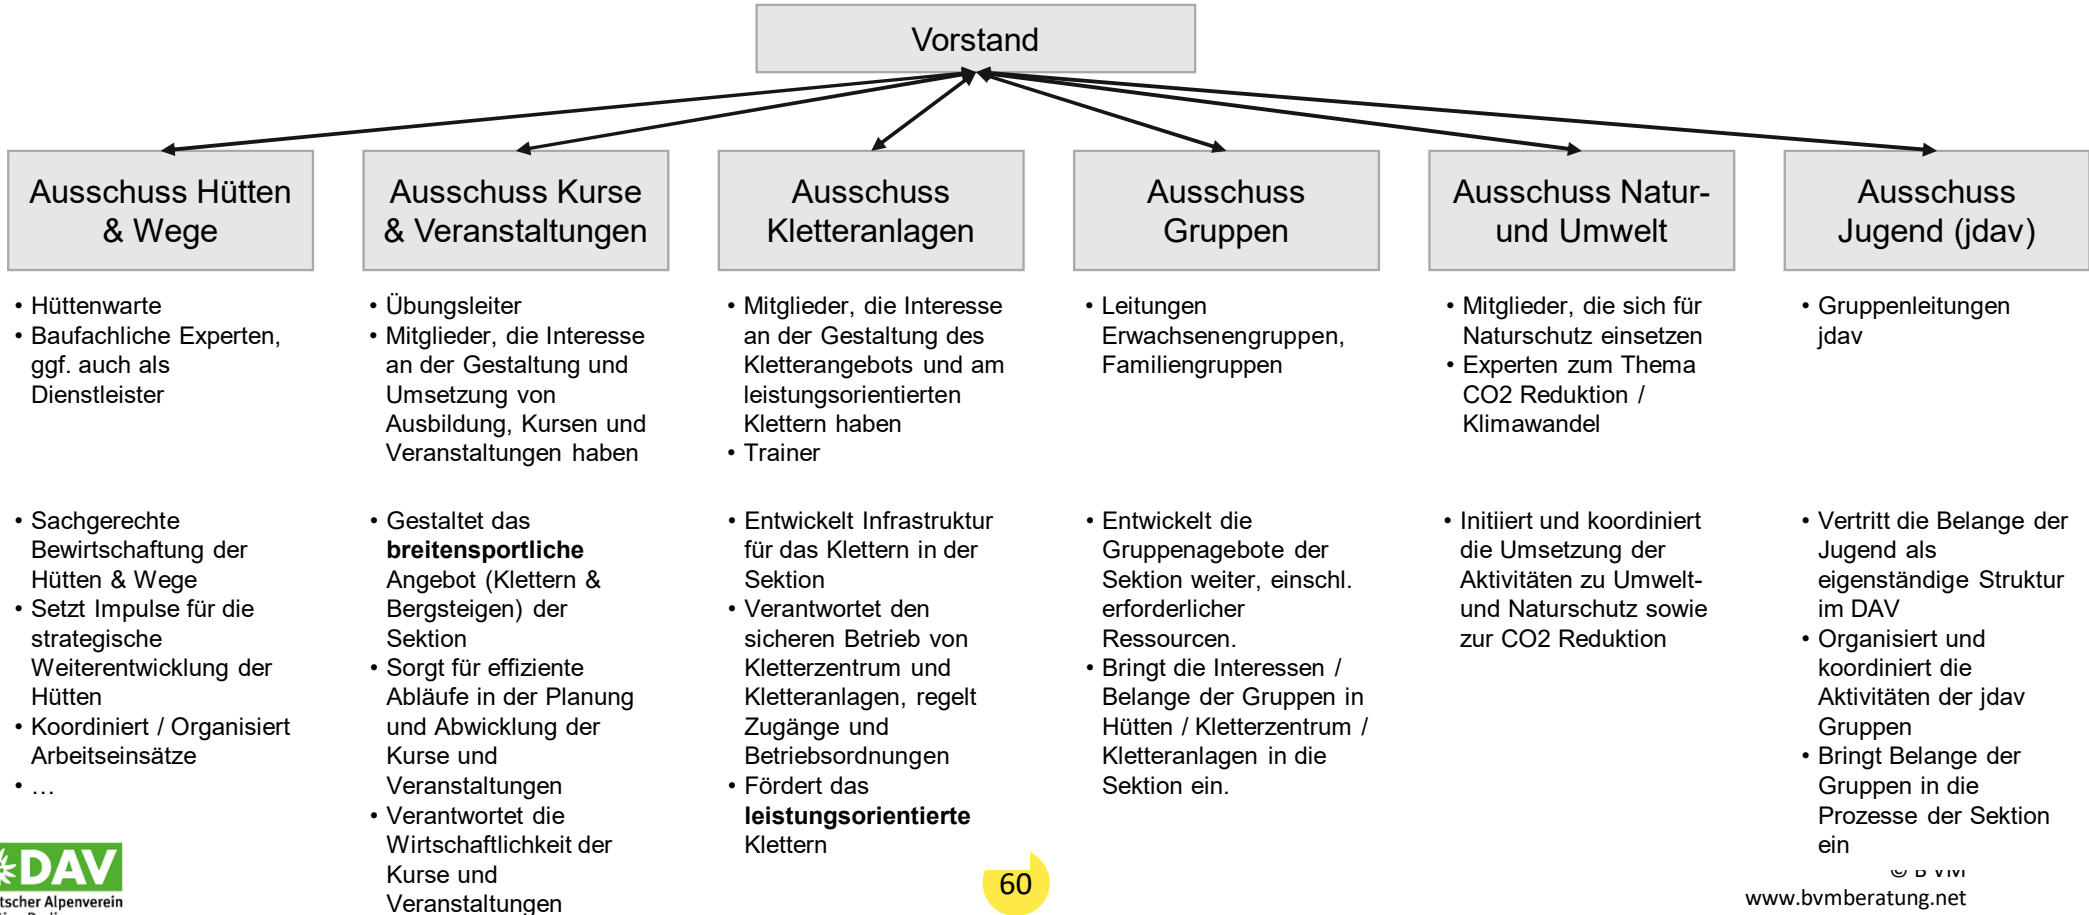 Vorstand
Ausschuss Hütten
& Wege
Ausschuss Kurse
& Veranstaltungen
Ausschuss
Kletteranlagen
Ausschuss
Gruppen
Ausschuss Natur-
und Umwelt
Ausschuss
Jugend (jdav)
• Hüttenwarte
• Baufachliche Experten,
ggf. auch als
Dienstleister
• Übungsleiter
• Mitglieder, die Interesse
an der Gestaltung und
Umsetzung von
Ausbildung, Kursen und
Veranstaltungen haben
• Mitglieder, die Interesse
an der Gestaltung des
Kletterangebots und am
leistungsorientierten
Klettern haben
• Trainer
• Leitungen
Erwachsenengruppen,
Familiengruppen
• Mitglieder, die sich für
Naturschutz einsetzen
• Experten zum Thema
CO2 Reduktion /
Klimawandel
• Gruppenleitungen
jdav
• Sachgerechte
Bewirtschaftung der
Hütten & Wege
• Setzt Impulse für die
strategische
Weiterentwicklung der
Hütten
• Koordiniert / Organisiert
Arbeitseinsätze
• …
• Gestaltet das
breitensportliche
Angebot (Klettern &
Bergsteigen) der
Sektion
• Sorgt für effiziente
Abläufe in der Planung
und Abwicklung der
Kurse und
Veranstaltungen
• Verantwortet die
Wirtschaftlichkeit der
Kurse und
Veranstaltungen
• Entwickelt Infrastruktur
für das Klettern in der
Sektion
• Verantwortet den
sicheren Betrieb von
Kletterzentrum und
Kletteranlagen, regelt
Zugänge und
Betriebsordnungen
• Fördert das
leistungsorientierte
Klettern
• Entwickelt die
Gruppenagebote der
Sektion weiter, einschl.
erforderlicher
Ressourcen.
• Bringt die Interessen /
Belange der Gruppen in
Hütten / Kletterzentrum /
Kletteranlagen in die
Sektion ein.
• Initiiert und koordiniert
die Umsetzung der
Aktivitäten zu Umwelt-
und Naturschutz sowie
zur CO2 Reduktion
• Vertritt die Belange der
Jugend als
eigenständige Struktur
im DAV
• Organisiert und
koordiniert die
Aktivitäten der jdav
Gruppen
• Bringt Belange der
Gruppen in die
Prozesse der Sektion
ein
DAV
tscher Alpenverein
60
© B VM
www.bvmberatung.net